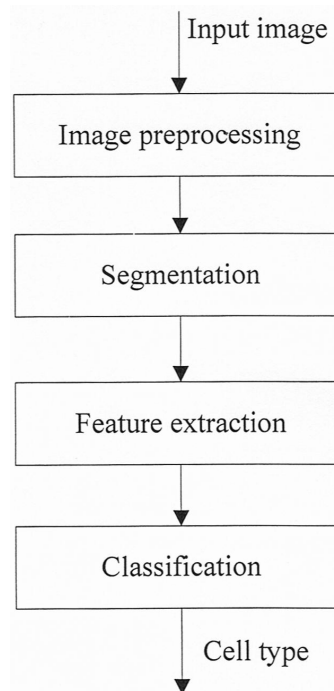 Input image
Image preprocessing
Segmentation
Feature extraction
Classification
Cell type